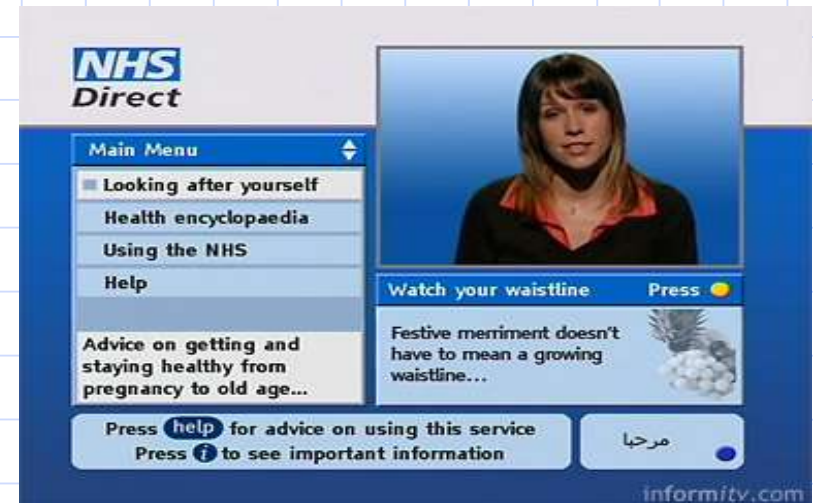 NHS
Direct
Main Menu
Looking after yourself
Health encyclopaedia
Using the NHS
Help
Advice on getting and
staying healthy from
pregnancy to old age...
Watch your waistline Press
Festive merriment doesn't
have to mean a growing
waistline...
Press help for advice on using this service
Press i to see important information
مرحبا
informitv.com